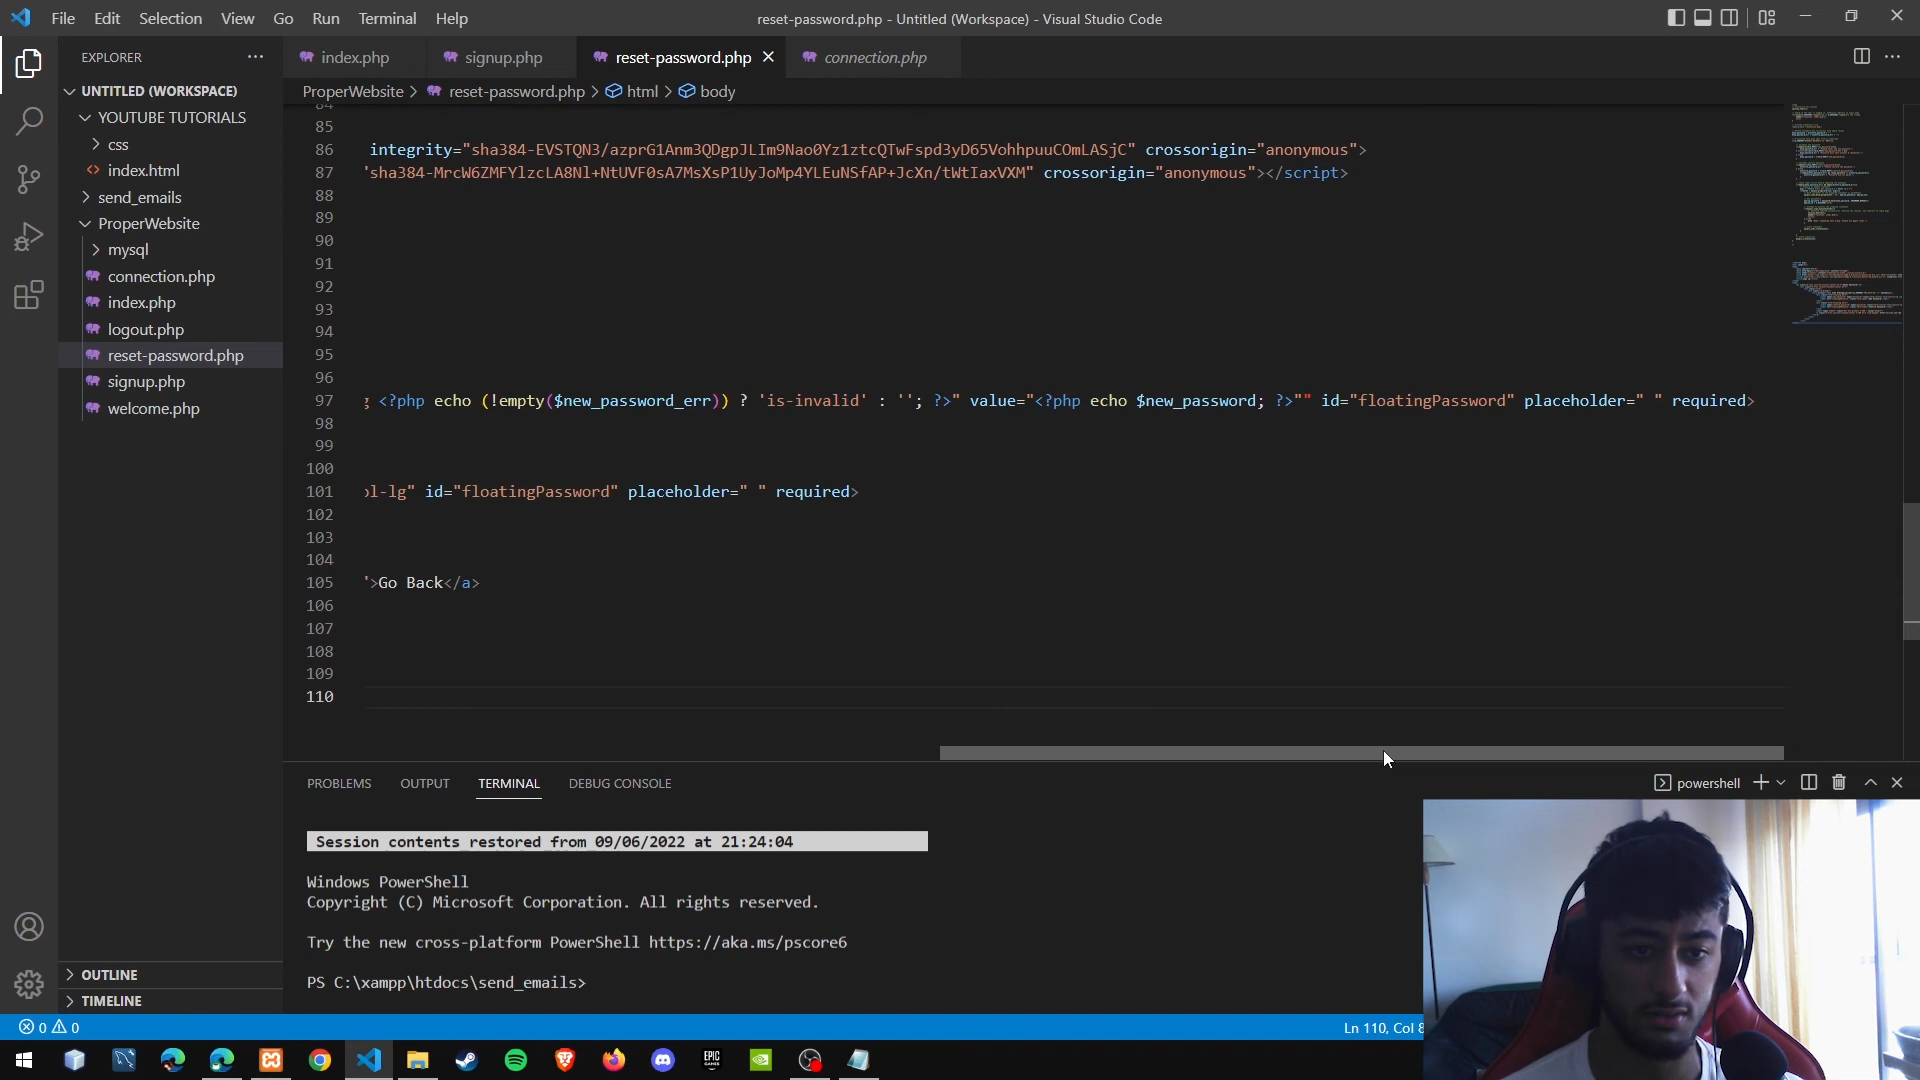 File Edit Selection View Go Run Terminal Help
reset-password.php - Untitled (Workspace) - Visual Studio Code
EXPLORER
index.php
signup.php
reset-password.php
connection.php
UNTITLED (WORKSPACE)
ProperWebsite > reset-password.php > html > body
YOUTUBE TUTORIALS
css
index.html
send_emails
ProperWebsite
mysql
connection.php
index.php
logout.php
reset-password.php
signup.php
welcome.php
84
85
86 integrity="sha384-EVSTQN3/azprG1Anm3QDgpJLIm9Nao0Yz1ztcQTwFspd3yD65VohhpuuCOmLASjC" crossorigin="anonymous">
87 "sha384-MrcW6ZMFYlzcLA8Nl+NtUVF0sA7MsXsP1UyJoMp4YLEuNSfAP+JcXn/tWtIaxVXM" crossorigin="anonymous"></script>
88
89
90
91
92
93
94
95
96
97 g <?php echo (!empty($new_password_err)) ? 'is-invalid' : ''; ?>" value="<?php echo $new_password; ?>"" id="floatingPassword" placeholder=" " required>
98
99
100
101 ol-lg" id="floatingPassword" placeholder=" " required>
102
103
104
105 ">Go Back</a>
106
107
108
109
110
PROBLEMS OUTPUT TERMINAL DEBUG CONSOLE
powershell
Session contents restored from 09/06/2022 at 21:24:04
Windows PowerShell
Copyright (C) Microsoft Corporation. All rights reserved.
Try the new cross-platform PowerShell https://aka.ms/pscore6
PS C:\xampp\htdocs\send_emails>
OUTLINE
TIMELINE
0 0
Ln 110, Col 8
EPIC GAMES